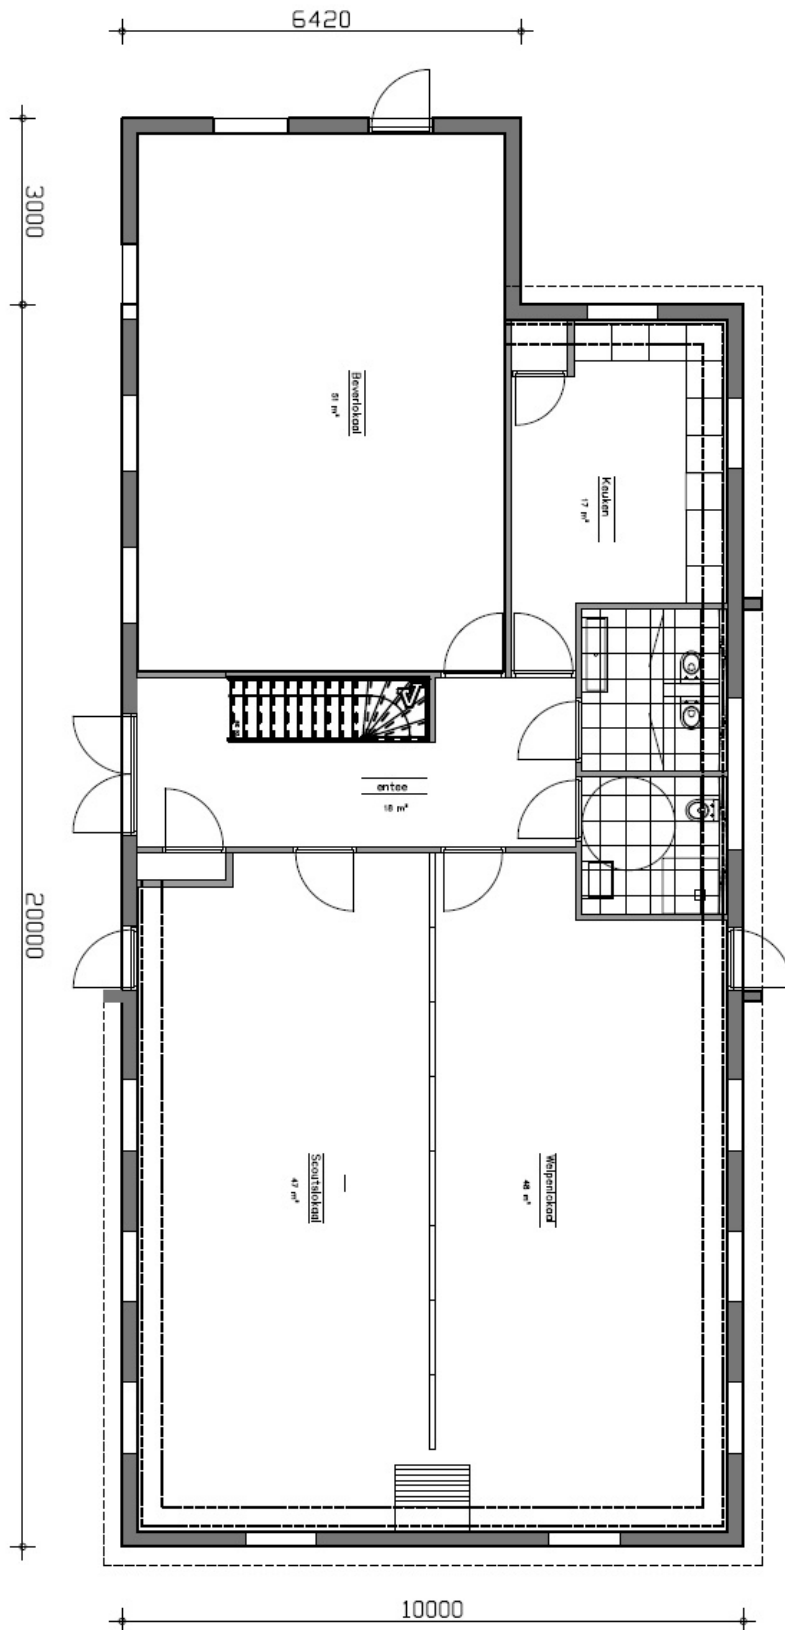 6420
3000
Beverlokaal
51 m²
Keuken
17 m²
entee
18 m²
20000
Scoutslokaal
47 m²
Welpenlokaal
48 m²
10000